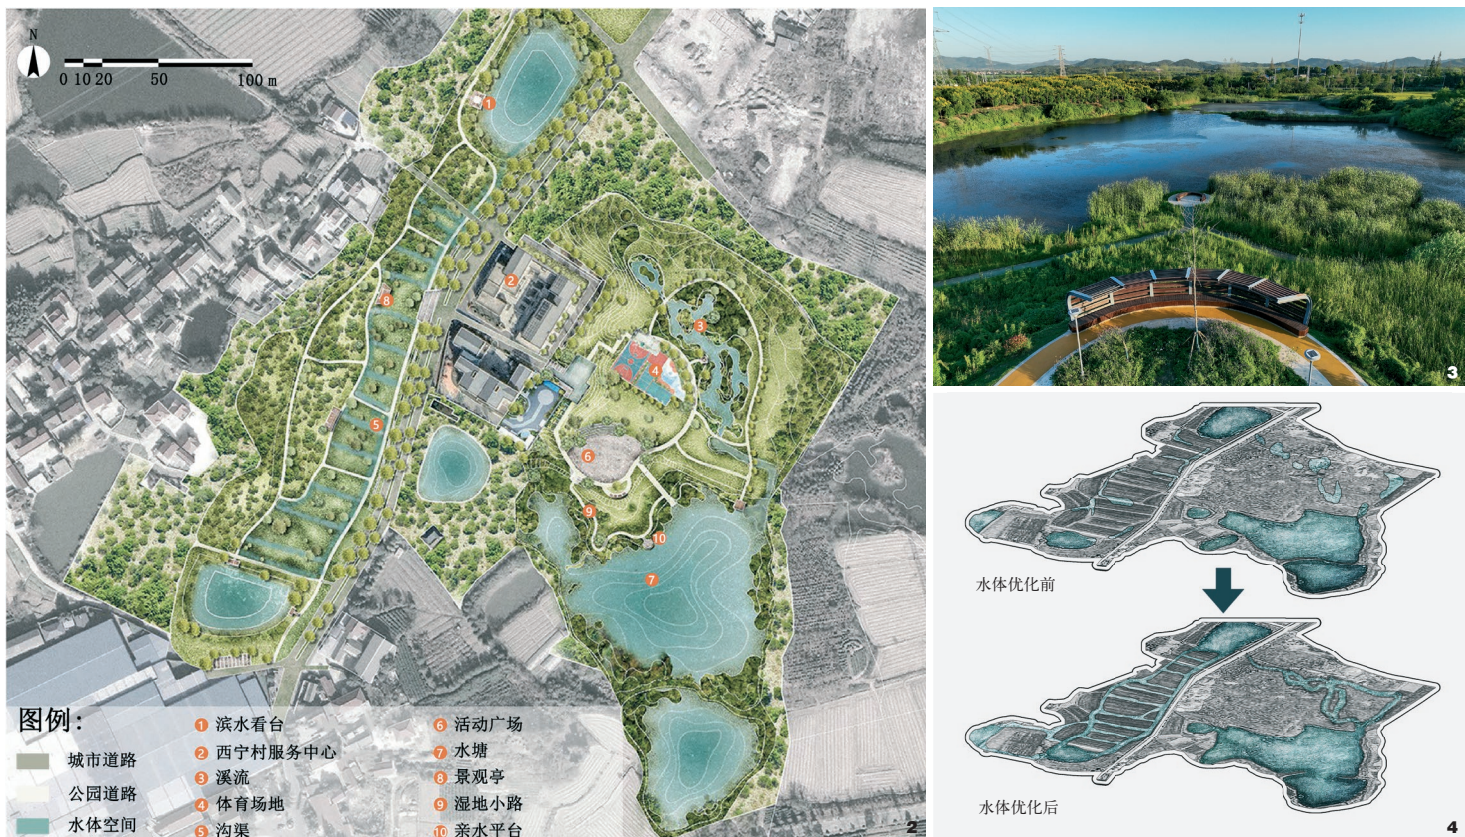 N
0 10 20 50 100 m
1
2
3
4
5
6
7
8
9
10
图例：
城市道路
公园道路
水体空间
1 滨水看台
2 西宁村服务中心
3 溪流
4 体育场地
5 沟渠
6 活动广场
7 水塘
8 景观亭
9 湿地小路
10 亲水平台
2
3
水体优化前
水体优化后
4